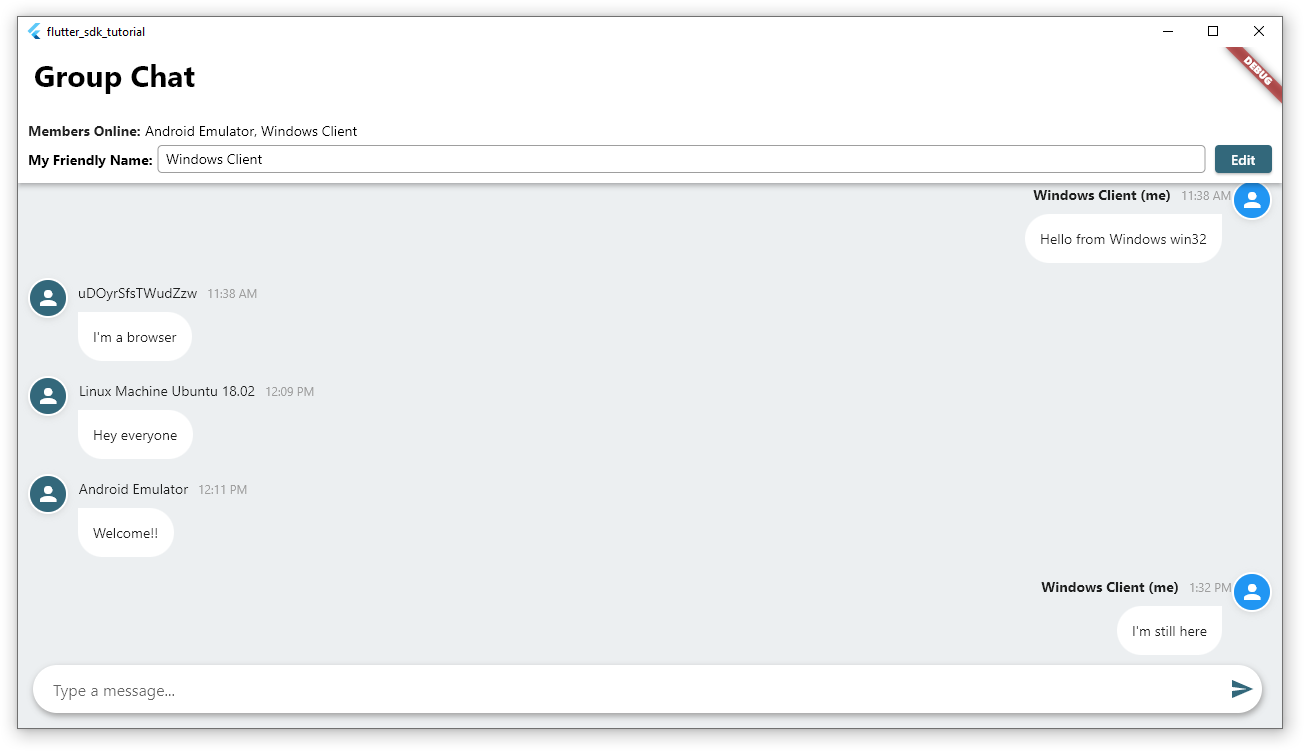 flutter_sdk_tutorial
DEBUG
Group Chat
Members Online: Android Emulator, Windows Client
My Friendly Name: Windows Client Edit
Windows Client (me) 11:38 AM
Hello from Windows win32
uDOyrSfsTWudZzw 11:38 AM
I'm a browser
Linux Machine Ubuntu 18.02 12:09 PM
Hey everyone
Android Emulator 12:11 PM
Welcome!!
Windows Client (me) 1:32 PM
I'm still here
Type a message...